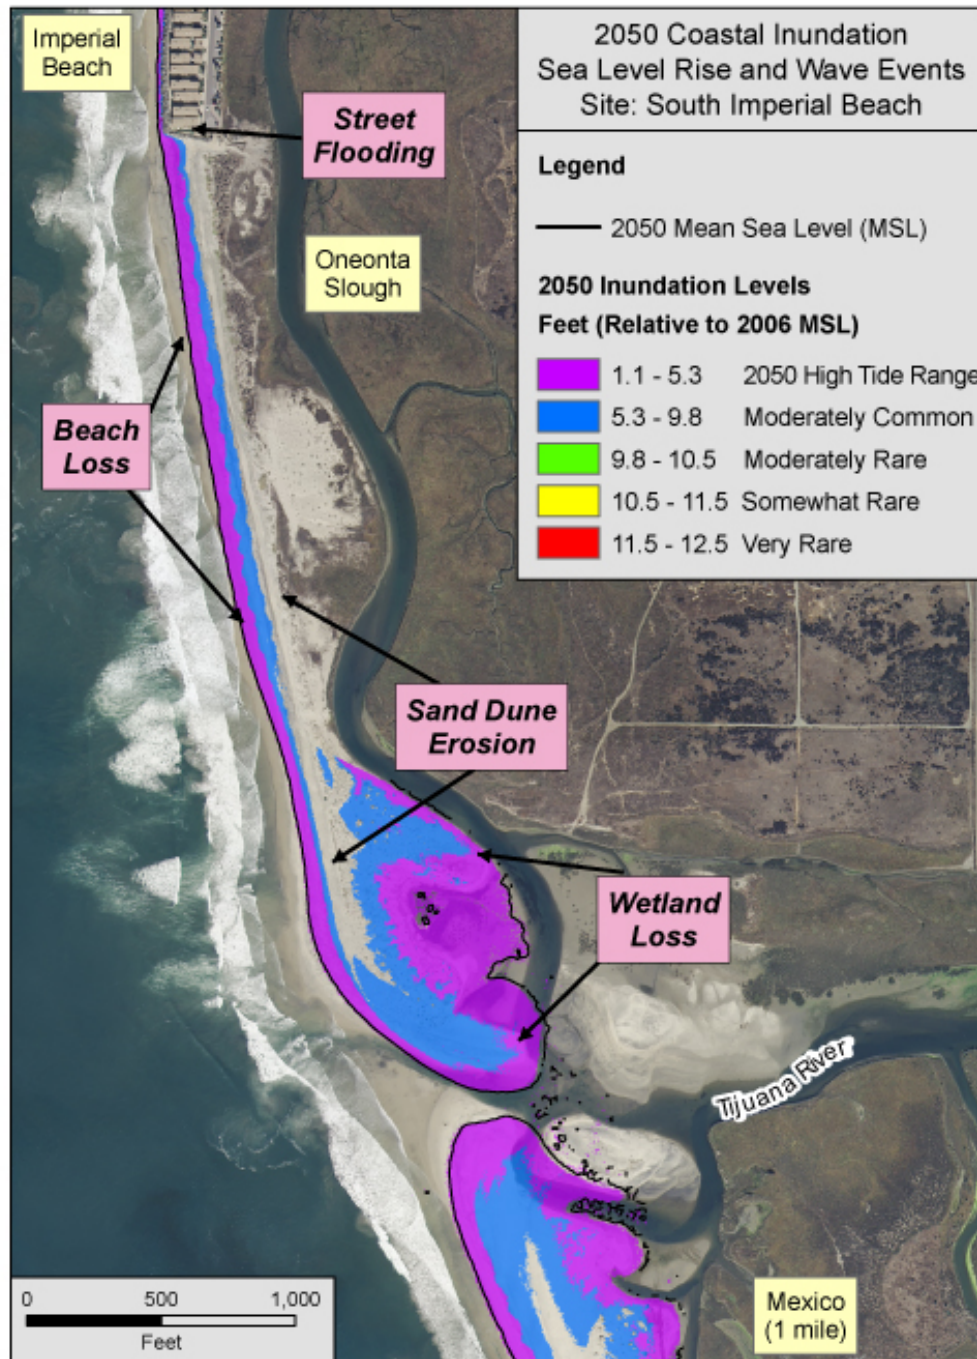 Imperial
Beach
2050 Coastal Inundation
Sea Level Rise and Wave Events
Site: South Imperial Beach
Street
Flooding
Legend
2050 Mean Sea Level (MSL)
Oneonta
Slough
2050 Inundation Levels
Feet (Relative to 2006 MSL)
1.1 - 5.3 2050 High Tide Range
5.3 - 9.8 Moderately Common
9.8 - 10.5 Moderately Rare
10.5 - 11.5 Somewhat Rare
11.5 - 12.5 Very Rare
Beach
Loss
Sand Dune
Erosion
Wetland
Loss
Tijuana River
0 500 1,000
Feet
Mexico
(1 mile)